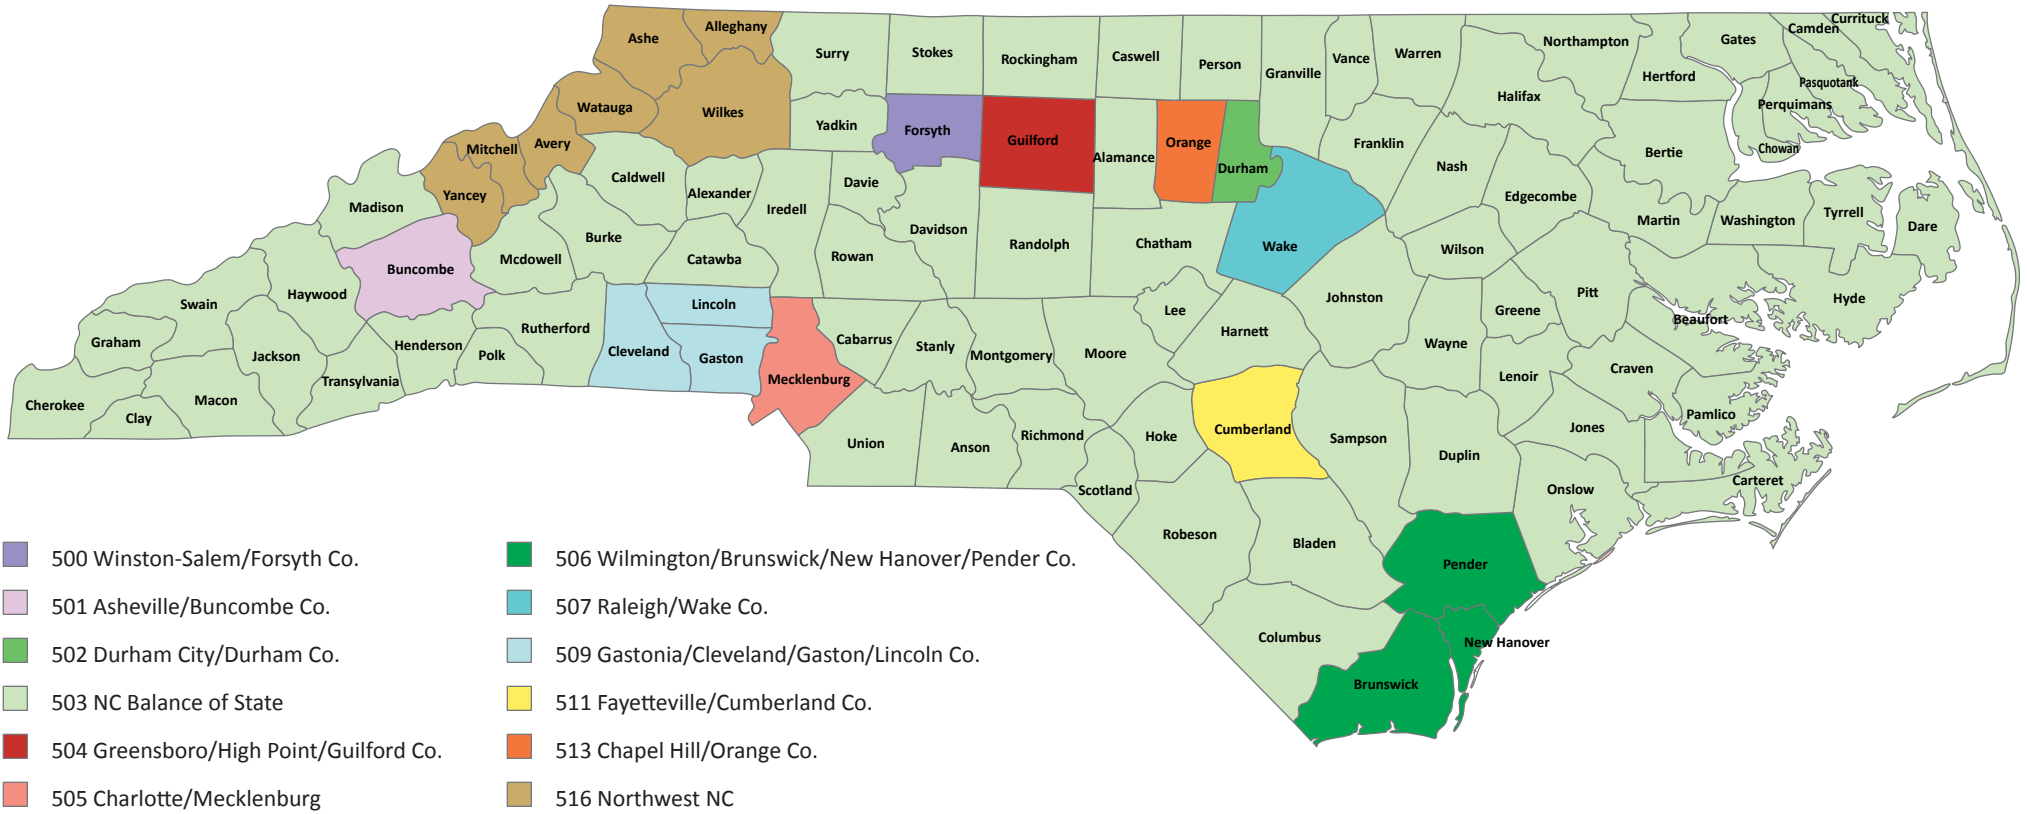 Ashe
Alleghany
Surry
Stokes
Rockingham
Caswell
Person
Granville
Vance
Warren
Northampton
Hertford
Gates
Camden
Currituck
Pasquotank
Perquimans
Chowan
Halifax
Watauga
Wilkes
Yadkin
Forsyth
Guilford
Alamance
Orange
Durham
Franklin
Nash
Edgecombe
Bertie
Mitchell
Avery
Yancey
Madison
Caldwell
Alexander
Iredell
Davie
Davidson
Randolph
Chatham
Wake
Wilson
Martin
Washington
Tyrrell
Dare
Buncombe
Mcdowell
Burke
Catawba
Rowan
Haywood
Swain
Graham
Jackson
Macon
Cherokee
Clay
Transylvania
Henderson
Polk
Rutherford
Cleveland
Lincoln
Gaston
Mecklenburg
Cabarrus
Stanly
Montgomery
Moore
Lee
Harnett
Johnston
Wayne
Greene
Pitt
Beaufort
Hyde
Lenoir
Craven
Pamlico
Jones
Carteret
Onslow
Union
Anson
Richmond
Scotland
Hoke
Cumberland
Sampson
Duplin
Robeson
Bladen
Pender
Columbus
New Hanover
Brunswick
500 Winston-Salem/Forsyth Co.
501 Asheville/Buncombe Co.
502 Durham City/Durham Co.
503 NC Balance of State
504 Greensboro/High Point/Guilford Co.
505 Charlotte/Mecklenburg
506 Wilmington/Brunswick/New Hanover/Pender Co.
507 Raleigh/Wake Co.
509 Gastonia/Cleveland/Gaston/Lincoln Co.
511 Fayetteville/Cumberland Co.
513 Chapel Hill/Orange Co.
516 Northwest NC